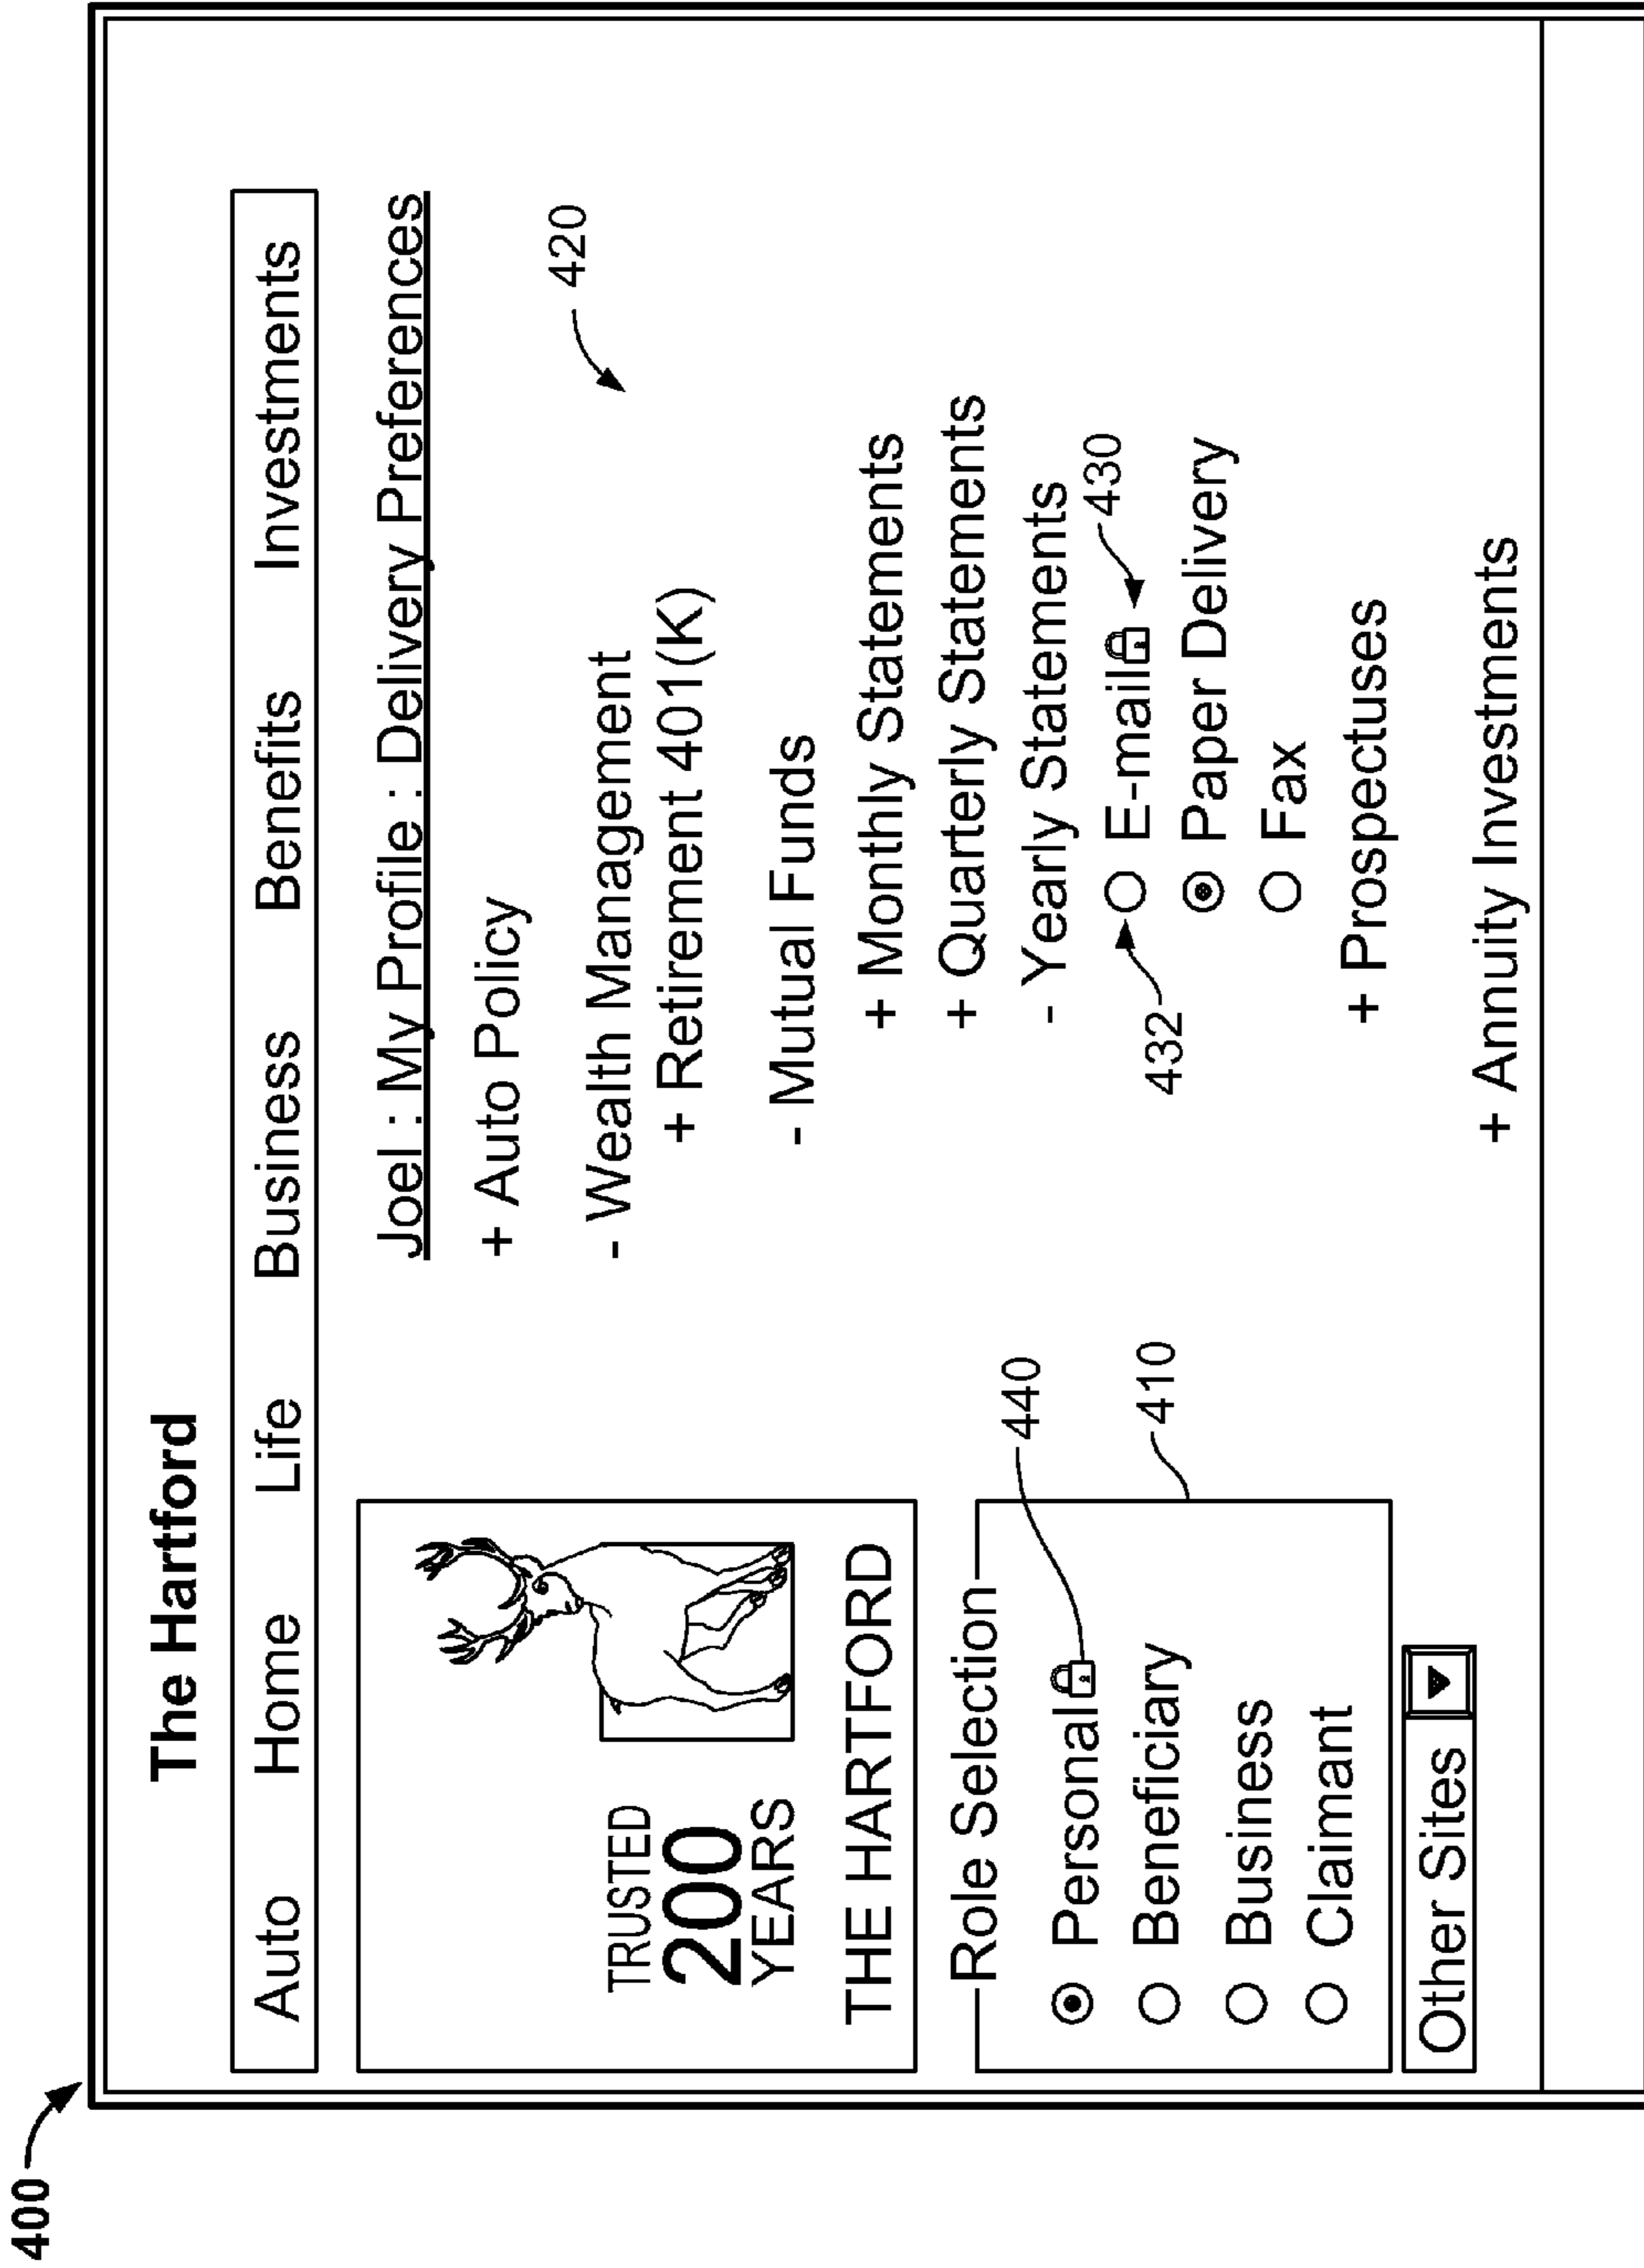 400
The Hartford
Auto Home Life Business Benefits Investments
TRUSTED
200
YEARS
THE HARTFORD
Role Selection
Personal 440
Beneficiary
Business
Claimant
410
Other Sites
Joel : My Profile : Delivery Preferences
+ Auto Policy
420
- Wealth Management
+ Retirement 401(K)
- Mutual Funds
+ Monthly Statements
+ Quarterly Statements
- Yearly Statements
432 E-mail 430
Paper Delivery
Fax
+ Prospectuses
+ Annuity Investments